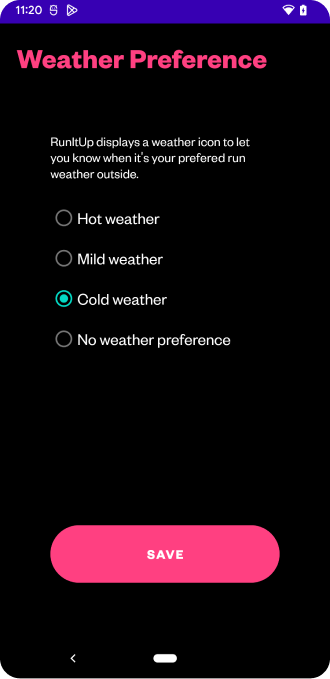 11:20
Weather Preference
RunItUp displays a weather icon to let
you know when it's your prefered run
weather outside.
Hot weather
Mild weather
Cold weather
No weather preference
SAVE